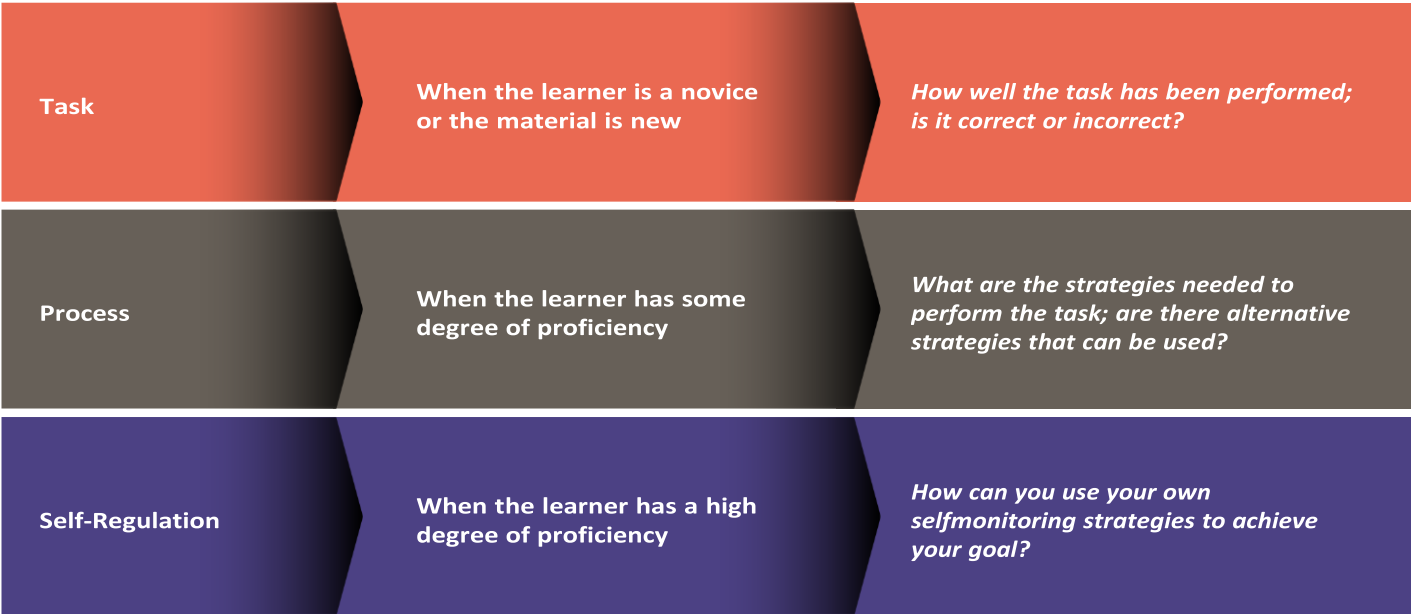 Task
When the learner is a novice
or the material is new
How well the task has been performed;
is it correct or incorrect?
Process
When the learner has some
degree of proficiency
What are the strategies needed to
perform the task; are there alternative
strategies that can be used?
Self-Regulation
When the learner has a high
degree of proficiency
How can you use your own
selfmonitoring strategies to achieve
your goal?